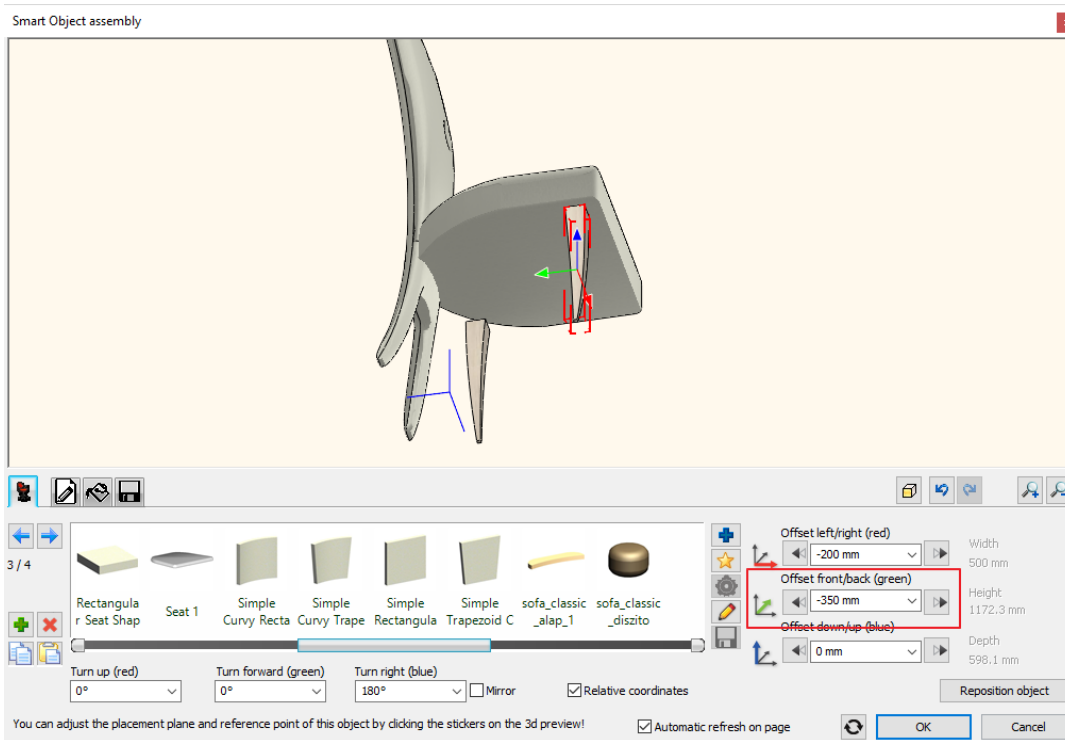 Smart Object assembly
3 / 4
Rectangula
r Seat Shap
Seat 1
Simple
Curvy Recta
Simple
Curvy Trape
Simple
Rectangula
Simple
Trapezoid C
sofa_classic
_alap_1
sofa_classic
_diszito
Offset left/right (red)
-200 mm
Offset front/back (green)
-350 mm
Offset down/up (blue)
0 mm
Width
500 mm
Height
1172.3 mm
Depth
598.1 mm
Turn up (red)
0°
Turn forward (green)
0°
Turn right (blue)
180°
Mirror
Relative coordinates
Reposition object
You can adjust the placement plane and reference point of this object by clicking the stickers on the 3d preview!
Automatic refresh on page
OK
Cancel